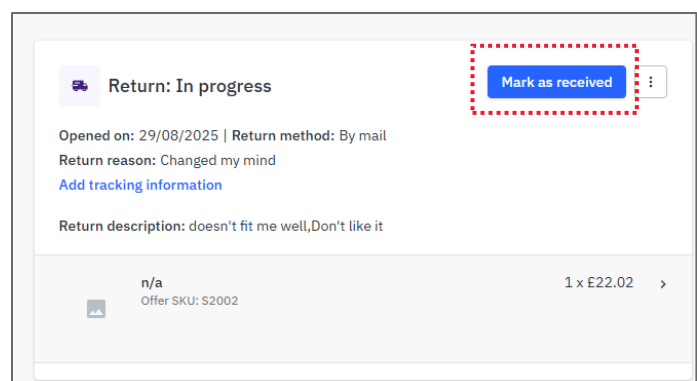 Return: In progress
Mark as received
Opened on: 29/08/2025 | Return method: By mail
Return reason: Changed my mind
Add tracking information
Return description: doesn't fit me well,Don't like it
n/a
1 x £22.02
Offer SKU: S2002